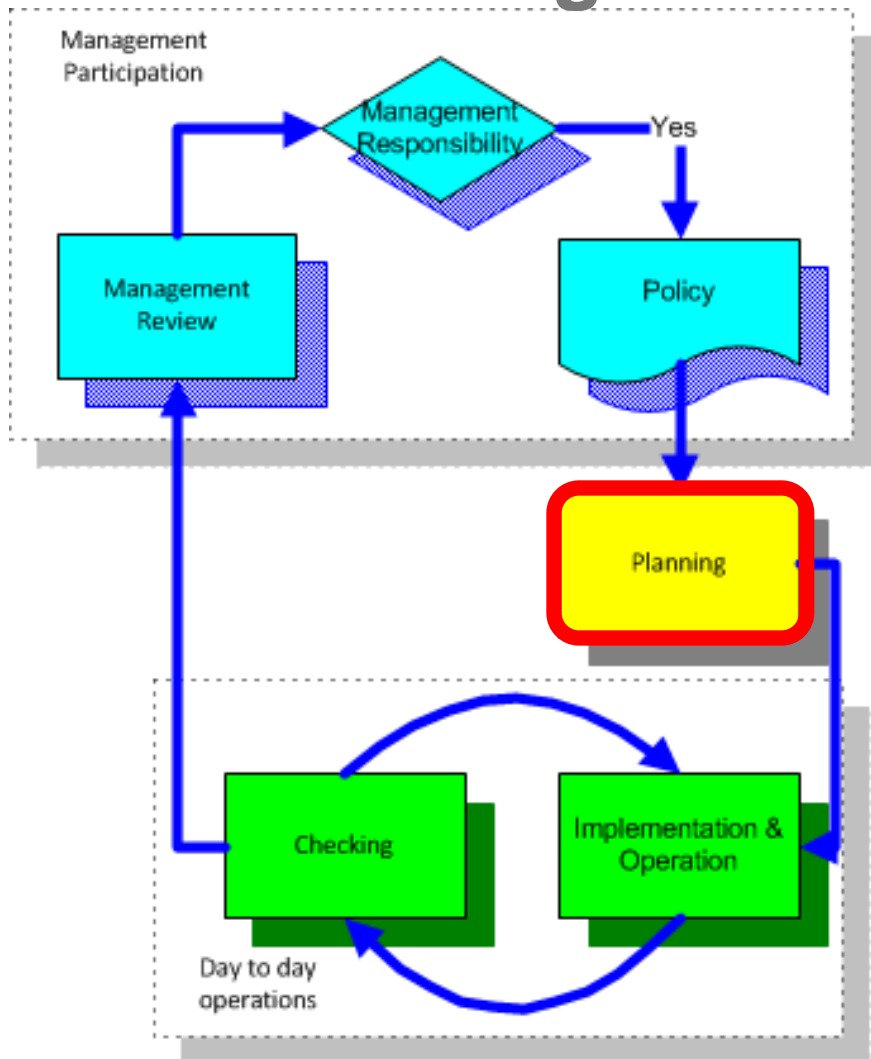 Management
Participation
Management
Responsibility
Yes
Management
Review
Policy
Planning
Checking
Implementation &
Operation
Day to day
operations